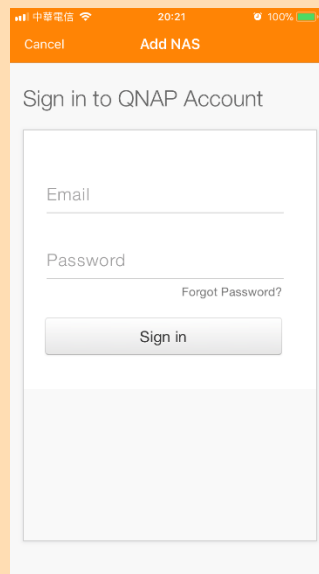 中華電信 20:21 100%
Cancel Add NAS
Sign in to QNAP Account
Email
Password
Forgot Password?
Sign in